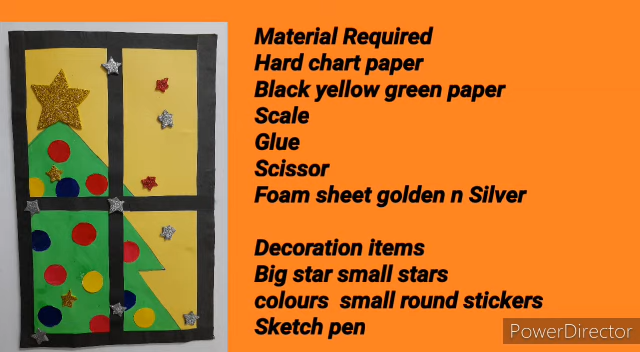 Material Required
Hard chart paper
Black yellow green paper
Scale
Glue
Scissor
Foam sheet golden n Silver
Decoration items
Big star small stars
colours small round stickers
Sketch pen
PowerDirector